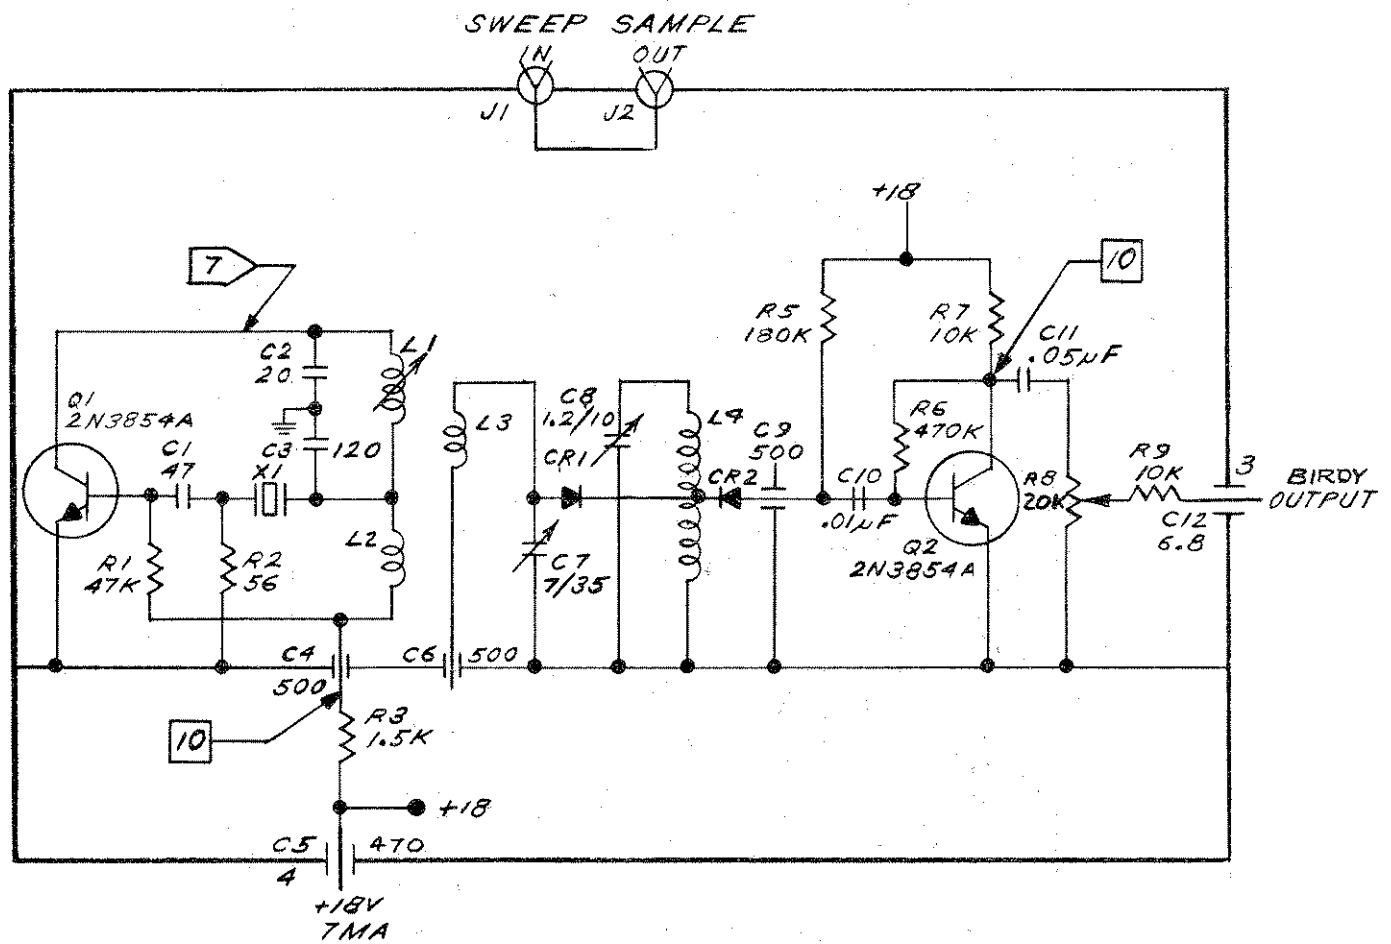 SWEEP SAMPLE
IN
OUT
J1
J2
+18
7
10
R5
180K
R7
10K
C11
.05µF
C2
20
L1
Q1
2N3854A
C1
47
C3
120
X1
L3
C8
1.2/10
L4
C9
500
R6
470K
CR1
CR2
C10
.01µF
R8
20K
R9
10K
3
BIRDY
OUTPUT
C12
6.8
Q2
2N3854A
L2
R1
47K
R2
56
C7
7/35
C4
500
C6
500
10
R3
1.5K
+18
C5
470
4
+18V
7MA